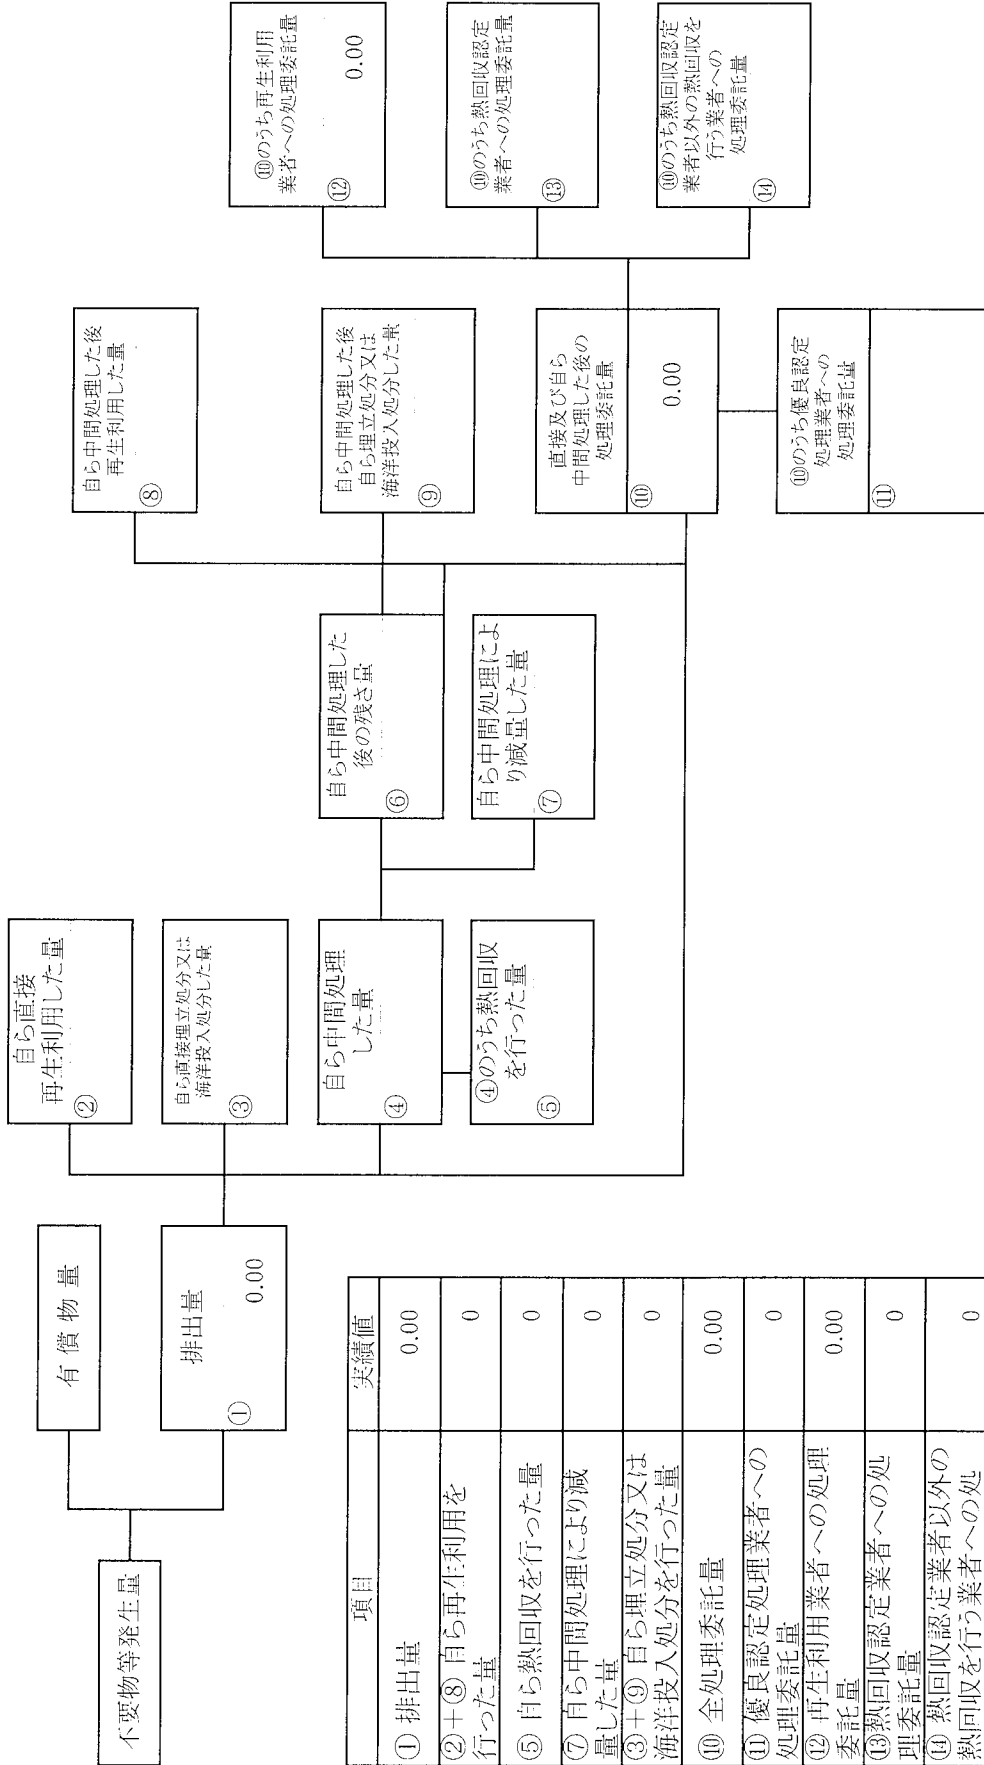 不要物等発生量
有償物量
排出量
①
0.00
自ら直接
再生利用した量
②
自ら直接埋立処分又は
海洋投入処分した量
③
自ら中間処理
した量
④
④のうち熱回収
を行った量
⑤
自ら中間処理した
後の残さ量
⑥
自ら中間処理によ
り減量した量
⑦
自ら中間処理した後
再生利用した量
⑧
自ら中間処理した後
自ら埋立処分又は
海洋投入処分した量
⑨
直接及び自ら
中間処理した後の
処理委託量
⑩
0.00
⑩のうち優良認定
処理業者への
処理委託量
⑪
⑩のうち再生利用
業者への処理委託量
⑫
0.00
⑩のうち熱回収認定
業者への処理委託量
⑬
⑩のうち熱回収認定
業者以外の熱回収を
行う業者への
処理委託量
⑭
項目 実績値
①排出量 0.00
②+⑧自ら再生利用を
行った量 0
⑤自ら熱回収を行った量 0
⑦自ら中間処理により減
量した量 0
③+⑨自ら埋立処分又は
海洋投入処分を行った量 0
⑩全処理委託量 0.00
⑪優良認定処理業者への
処理委託量 0
⑫再生利用業者への処理
委託量 0.00
⑬熱回収認定業者への処
理委託量 0
⑭熱回収認定業者以外の
熱回収を行う業者への処 0